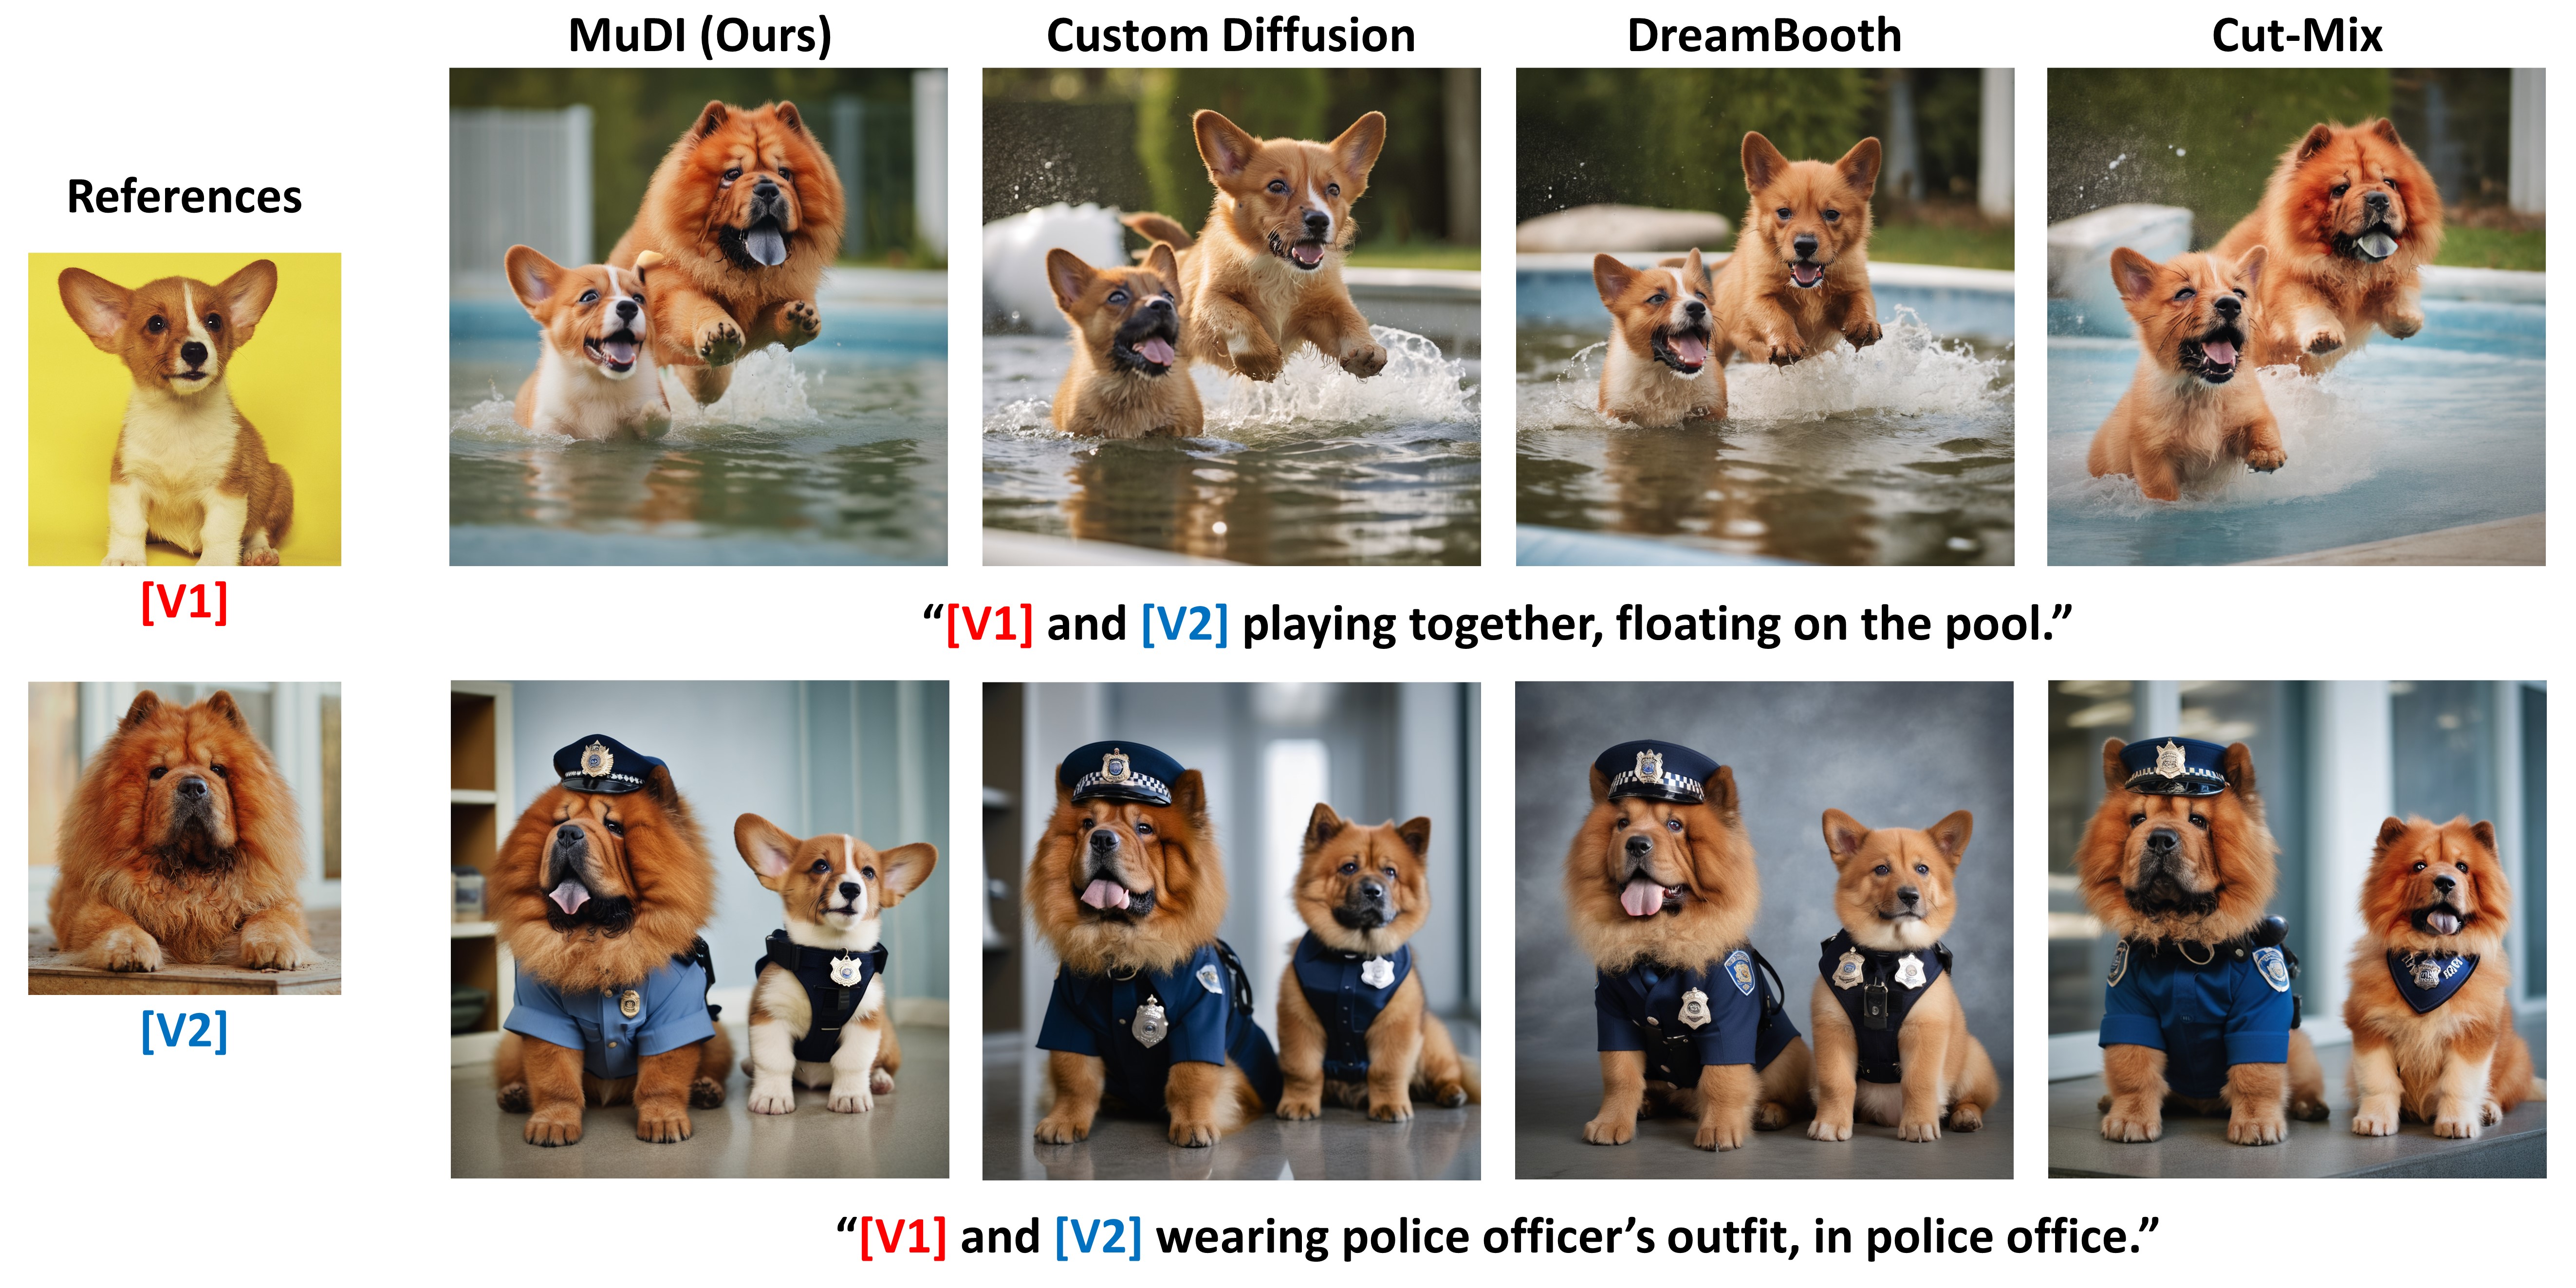 MuDI (Ours)
Custom Diffusion
DreamBooth
Cut-Mix
References
[V1]
“[V1] and [V2] playing together, floating on the pool.”
[V2]
“[V1] and [V2] wearing police officer’s outfit, in police office.”